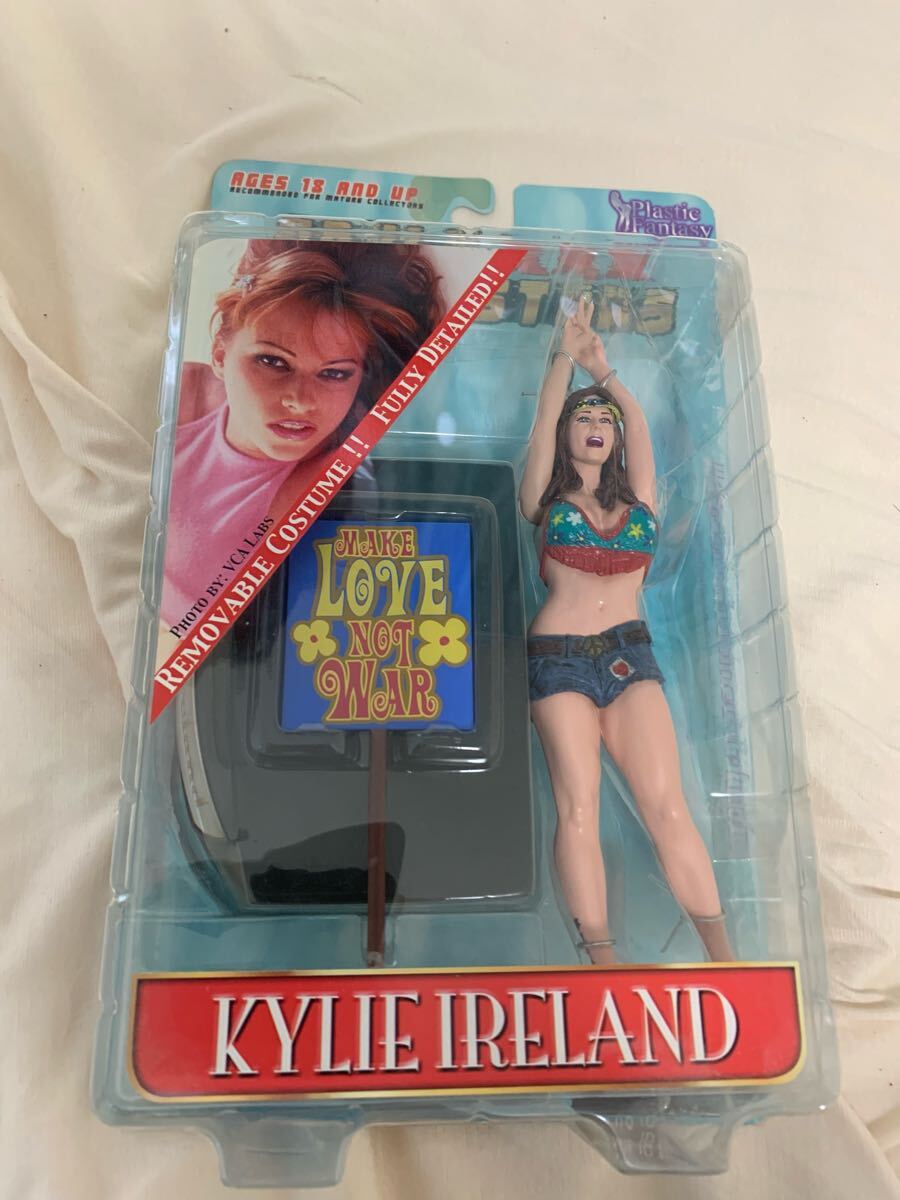 AGES 18 AND UP
RECOMMENDED FOR MATURE COLLECTORS
Plastic
Fantasy
PHOTO BY: VCA LABS
REMOVABLE COSTUME !! FULLY DETAILED!!
MAKE
LOVE
NOT
WAR
KYLIE IRELAND